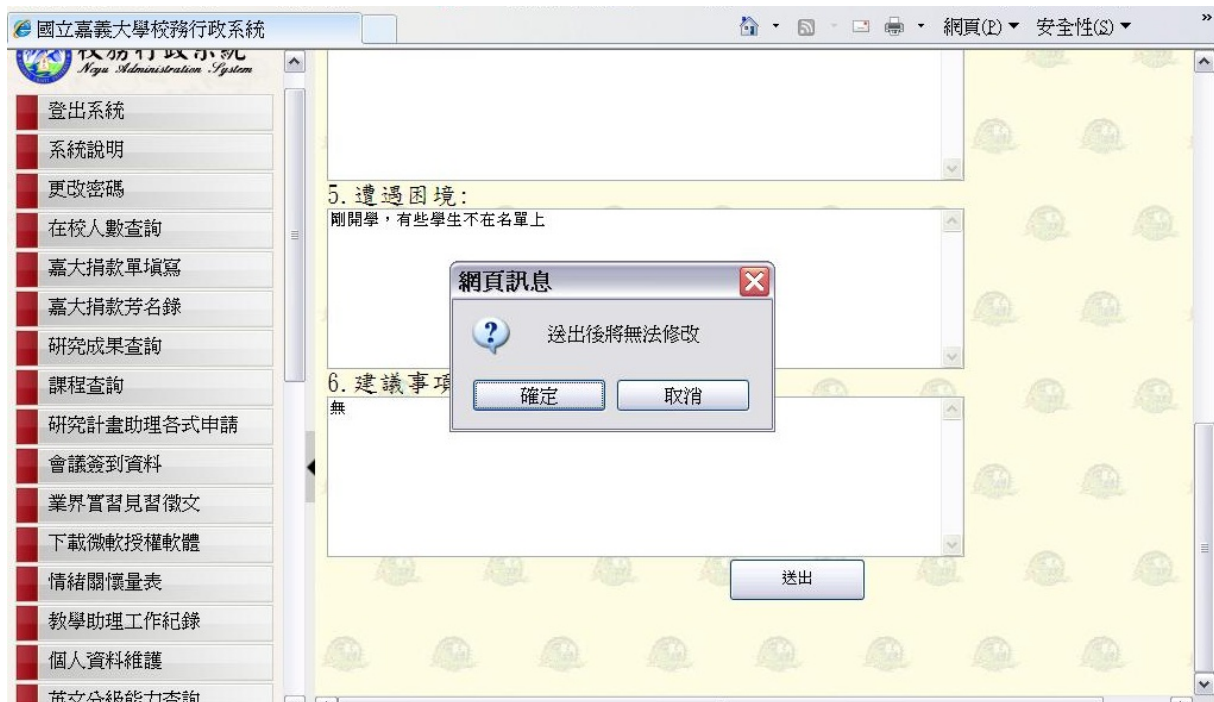 國立嘉義大學校務行政系統
網頁(P)
安全性(S)
»
校務行政系統
Ncyu Administration System
登出系統
系統說明
更改密碼
在校人數查詢
嘉大捐款單填寫
嘉大捐款芳名錄
研究成果查詢
課程查詢
研究計畫助理各式申請
會議簽到資料
業界實習見習徵文
下載微軟授權軟體
情緒關懷量表
教學助理工作紀錄
個人資料維護
英文分級能力查詢
5.遭遇困境:
剛開學，有些學生不在名單上
網頁訊息
送出後將無法修改
確定
取消
6.建議事項
無
送出